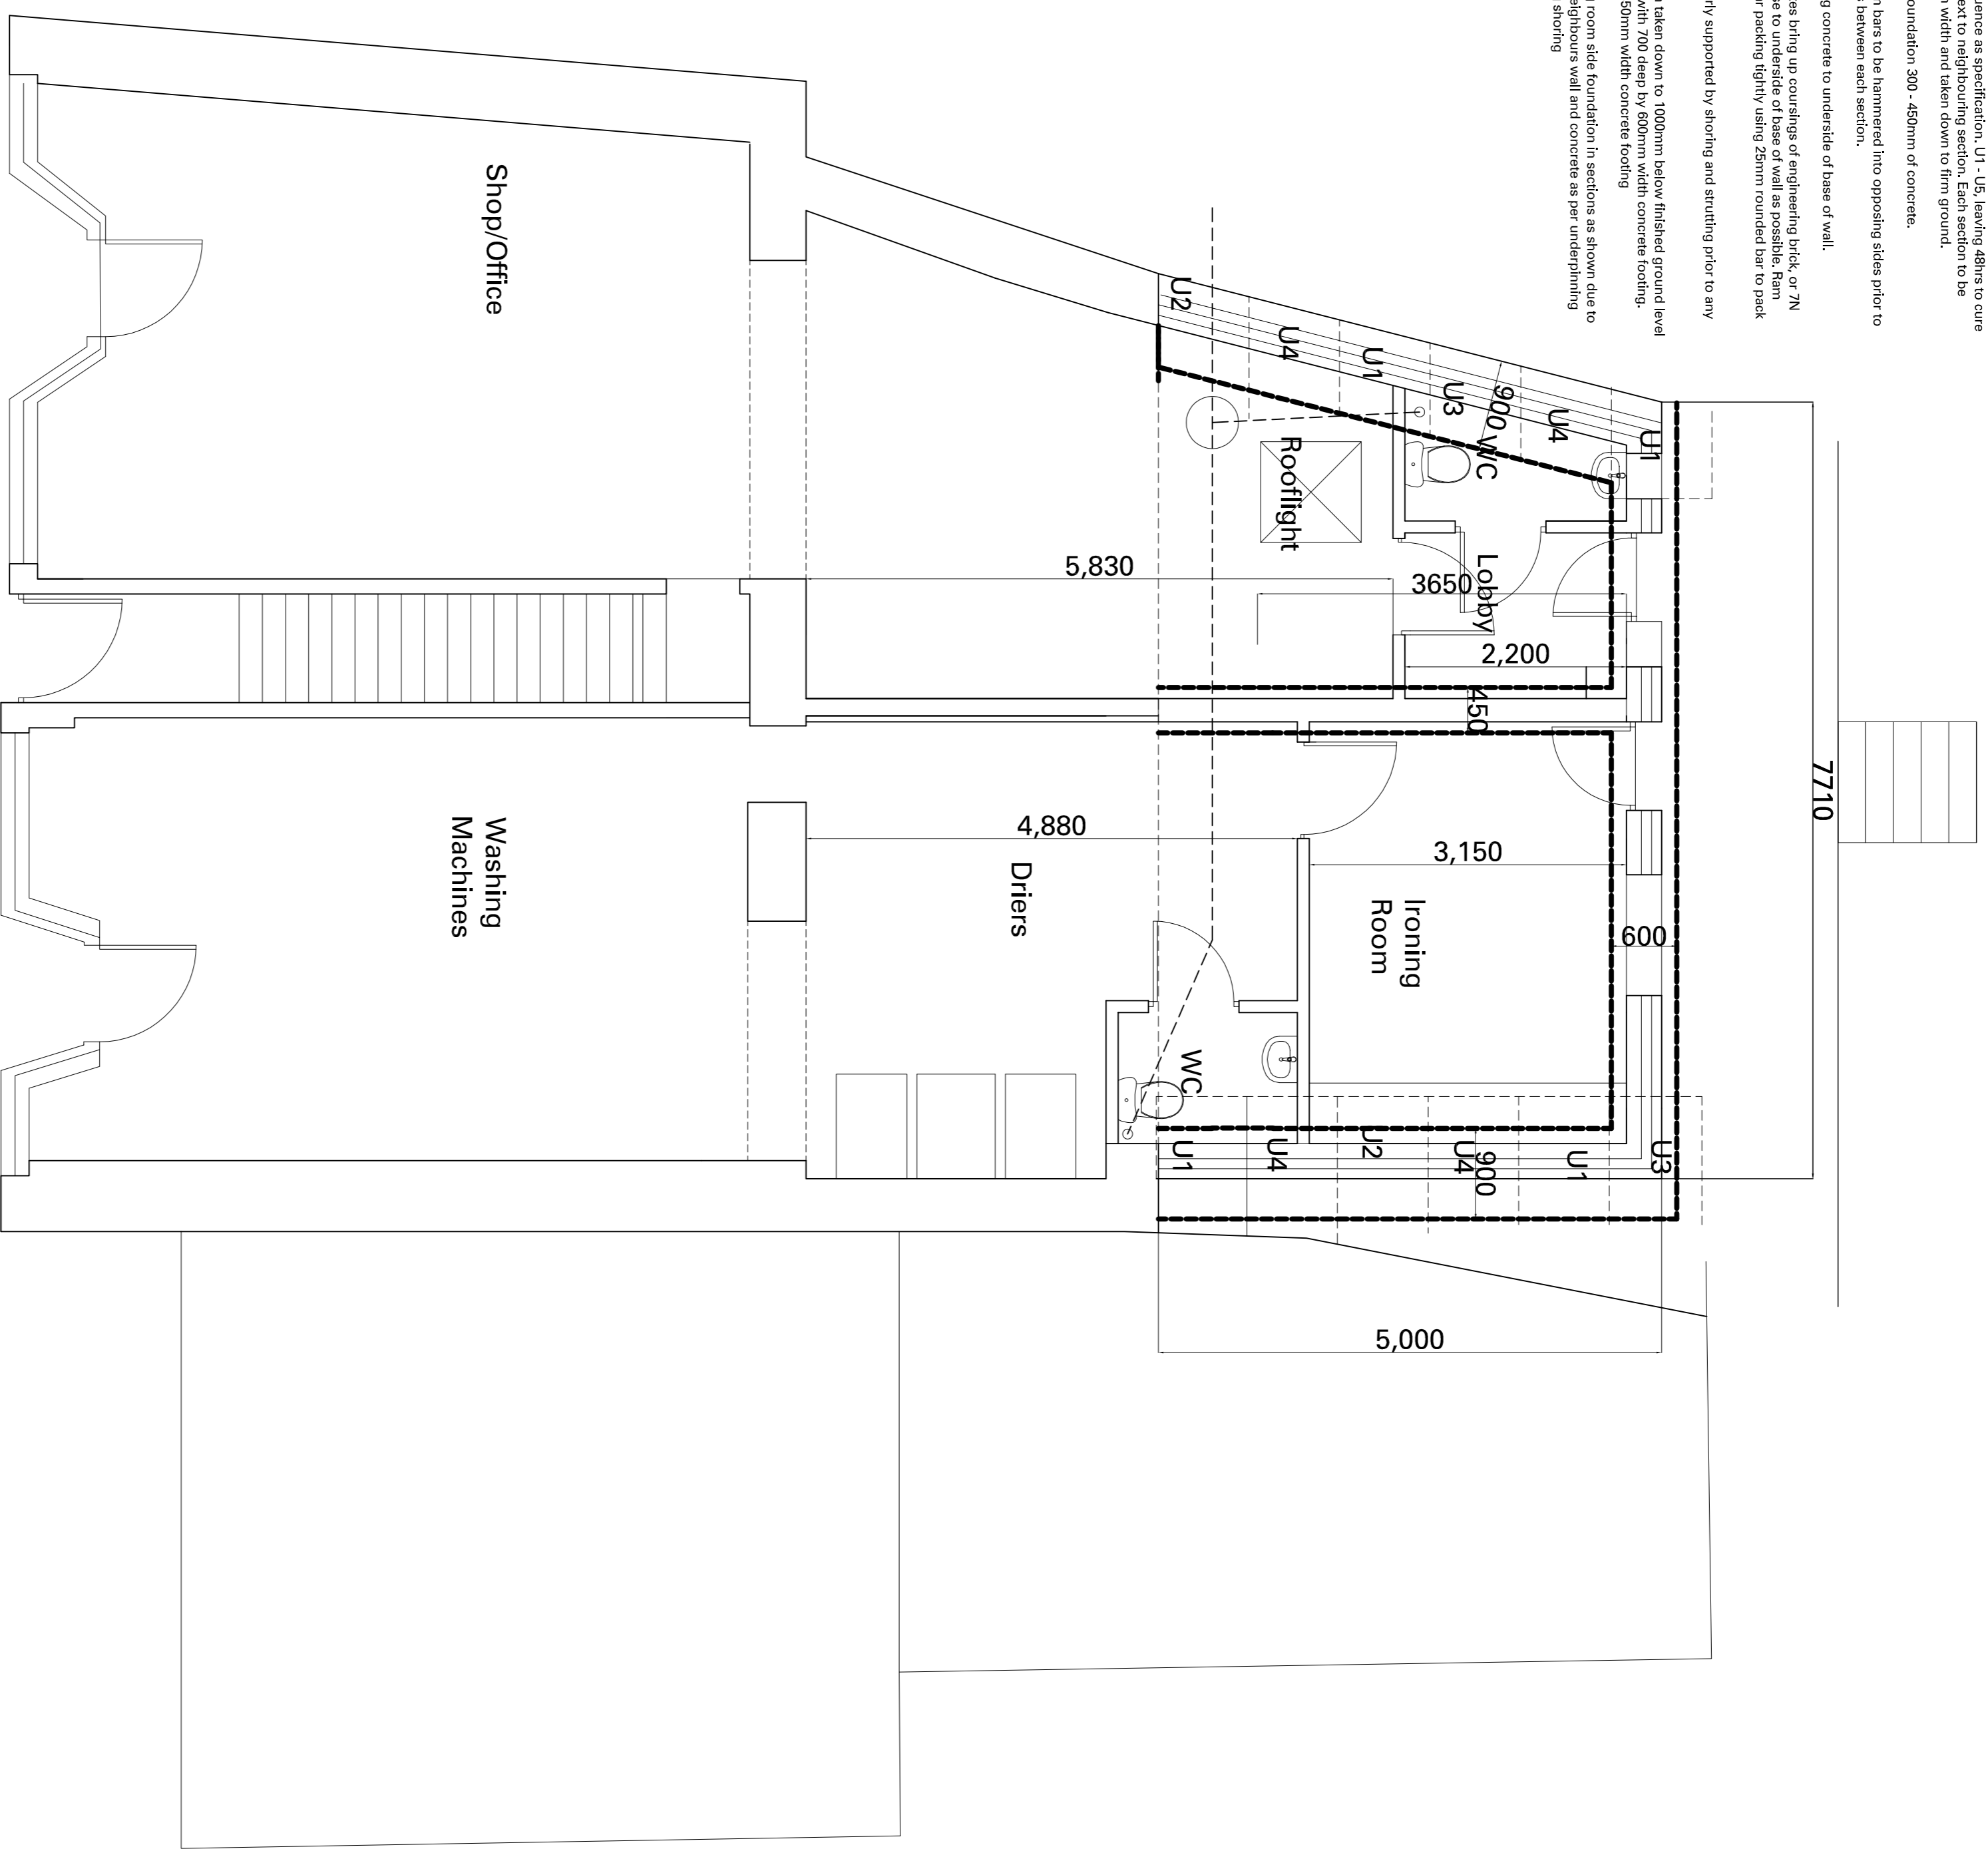 uence as specification. U1 - U5, leaving 48hrs to cure
ext to neighbouring section. Each section to be
width and taken down to firm ground.
oundation 300 - 450mm of concrete.
bars to be hammered into opposing sides prior to
between each section.
g concrete to underside of base of wall.
es bring up coursings of engineering brick, or 7N
se to underside of base of wall as possible. Ram
r packing tightly using 25mm rounded bar to pack
rly supported by shoring and strutting prior to any
taken down to 1000mm below finished ground level
with 700 deep by 600mm width concrete footing.
50mm width concrete footing
room side foundation in sections as shown due to
eighbours wall and concrete as per underpinning
shoring
Shop/Office
U2
U4
U1
U3
900
U4
U1
WC
Rooflight
Lobby
5,830
3650
2,200
450
7710
Washing
Machines
4,880
Driers
3,150
Ironing
Room
600
WC
U1
U4
U2
U4
900
U1
U3
5,000